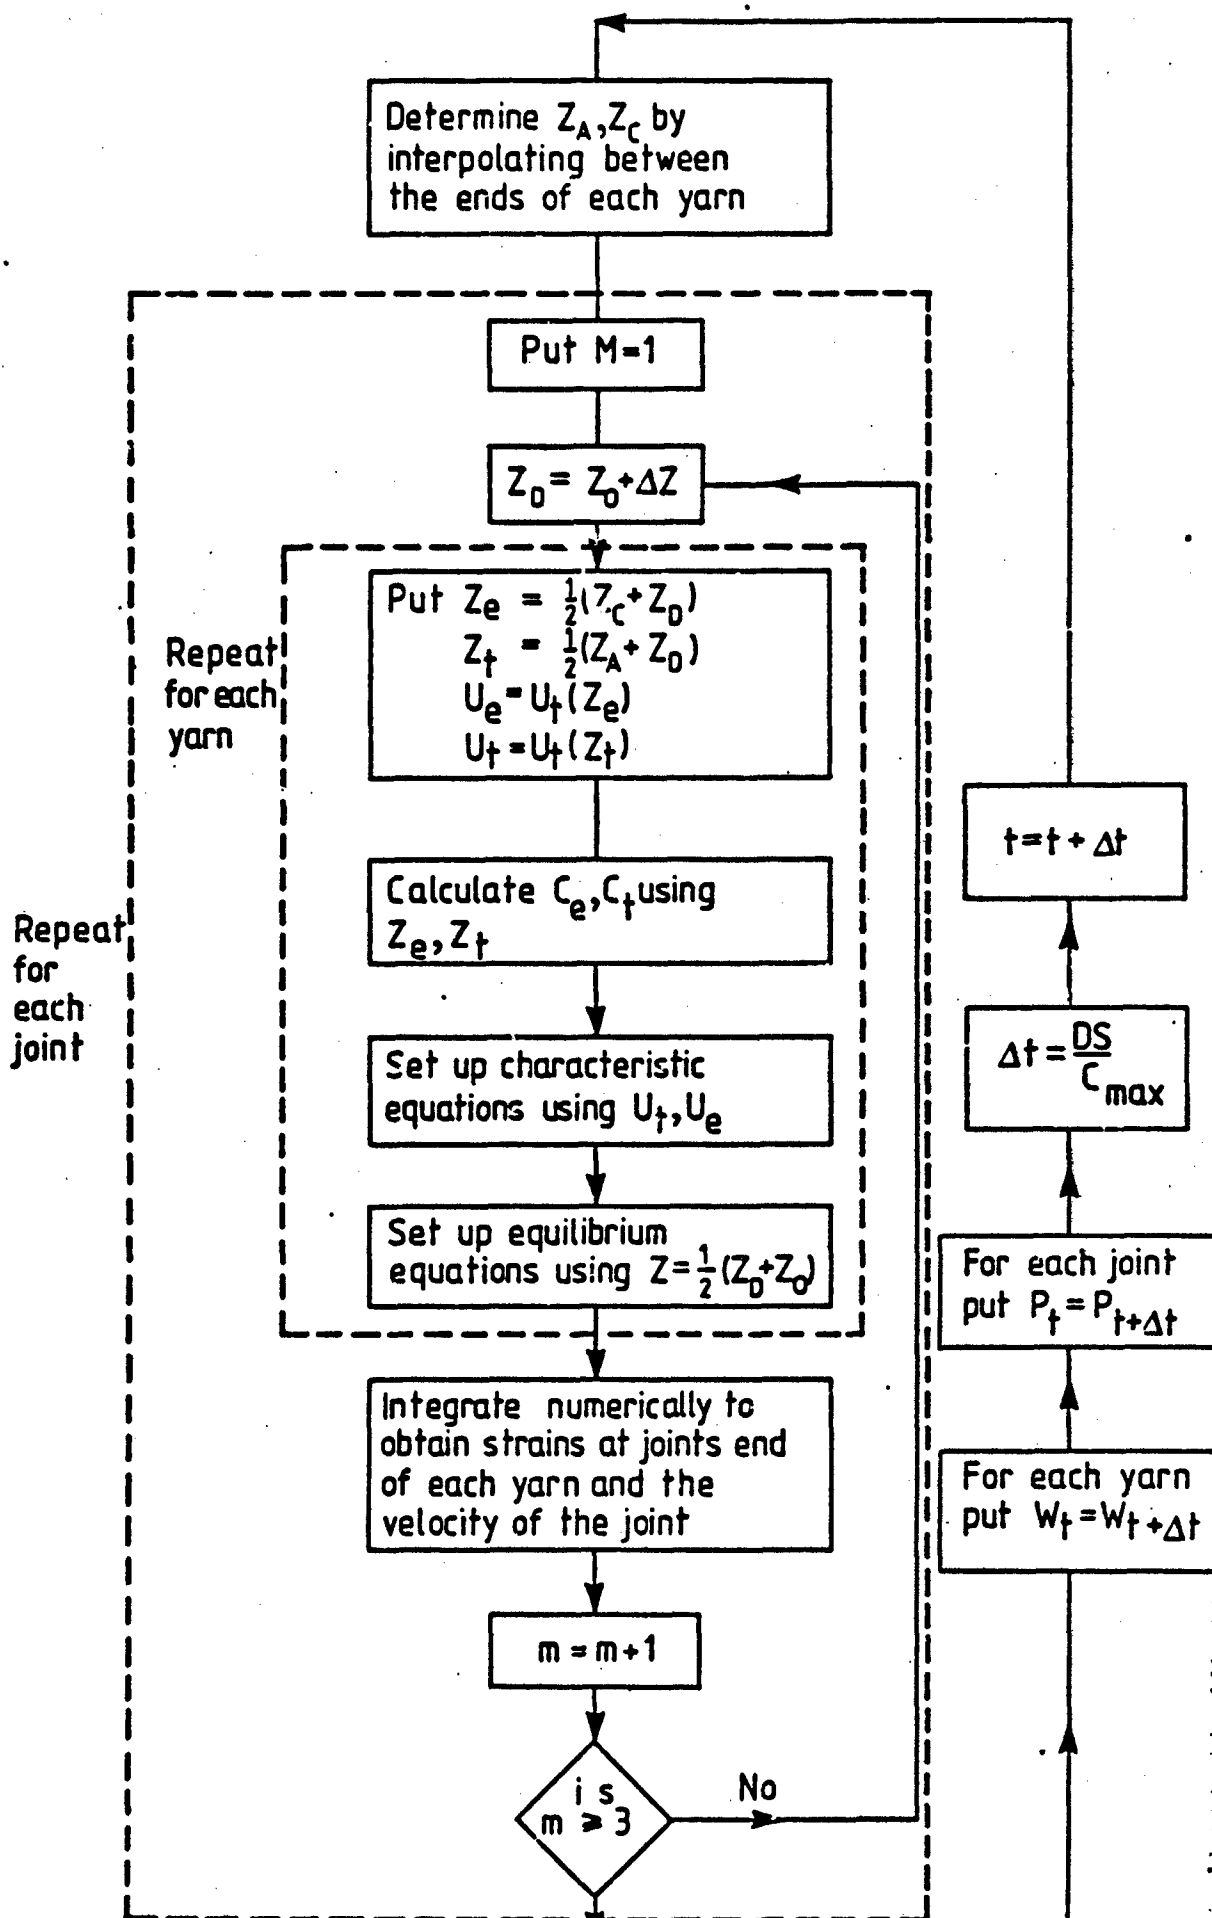 Determine Z_A, Z_C by
interpolating between
the ends of each yarn
Put M=1
Z_D = Z_0 + ΔZ
Put Z_e = 1/2(Z_C + Z_D)
Z_t = 1/2(Z_A + Z_D)
U_e = U_t(Z_e)
U_t = U_t(Z_t)
Repeat
for each
yarn
Calculate C_e, C_t using
Z_e, Z_t
Repeat
for
each
joint
Set up characteristic
equations using U_t, U_e
Set up equilibrium
equations using Z = 1/2(Z_D + Z_0)
Integrate numerically to
obtain strains at joints end
of each yarn and the
velocity of the joint
m = m+1
is
m ⩾ 3
No
t = t + Δt
Δt = DS/C_max
For each joint
put P_t = P_t+Δt
For each yarn
put W_t = W_t+Δt